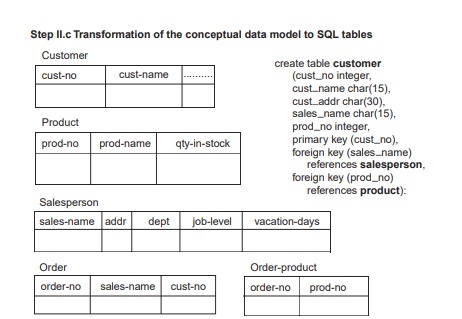 Step II.c Transformation of the conceptual data model to SQL tables
Customer
cust-no cust-name ..........
Product
prod-no prod-name qty-in-stock
create table customer
(cust_no integer,
cust_name char(15),
cust_addr char(30),
sales_name char(15),
prod_no integer,
primary key (cust_no),
foreign key (sales_name)
references salesperson,
foreign key (prod_no)
references product):
Salesperson
sales-name addr dept job-level vacation-days
Order
order-no sales-name cust-no
Order-product
order-no prod-no